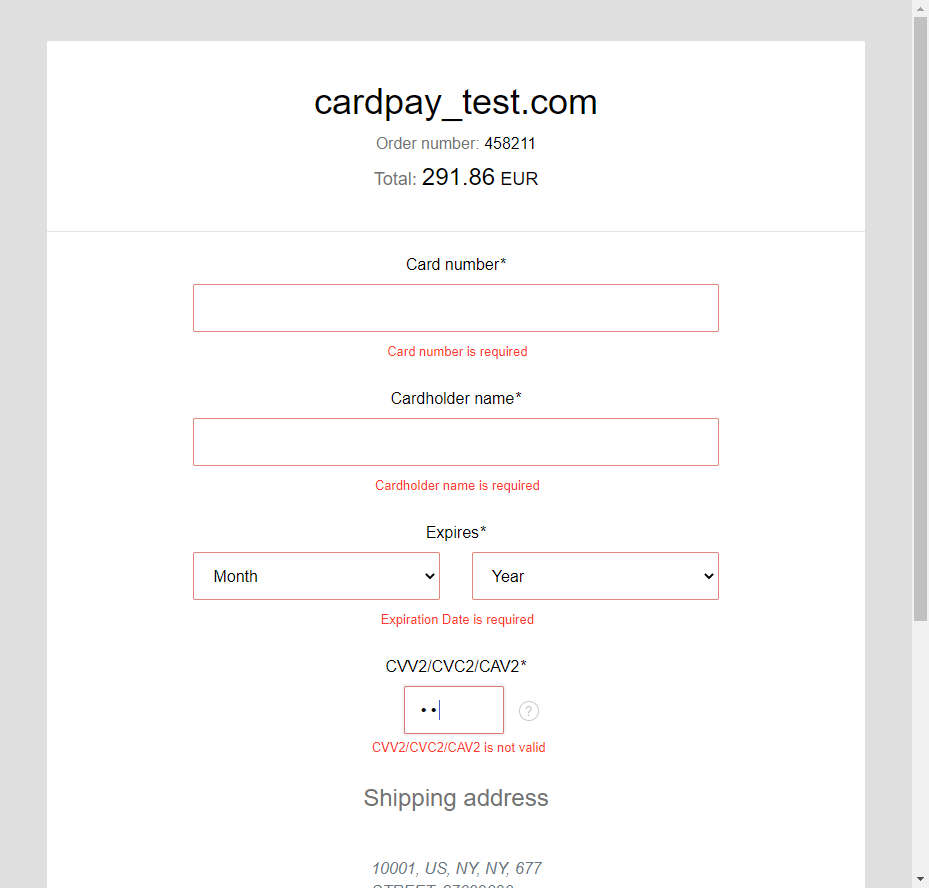 cardpay_test.com
Order number: 458211
Total: 291.86 EUR
Card number*
Card number is required
Cardholder name*
Cardholder name is required
Expires*
Month Year
Expiration Date is required
CVV2/CVC2/CAV2*
••
?
CVV2/CVC2/CAV2 is not valid
Shipping address
10001, US, NY, NY, 677